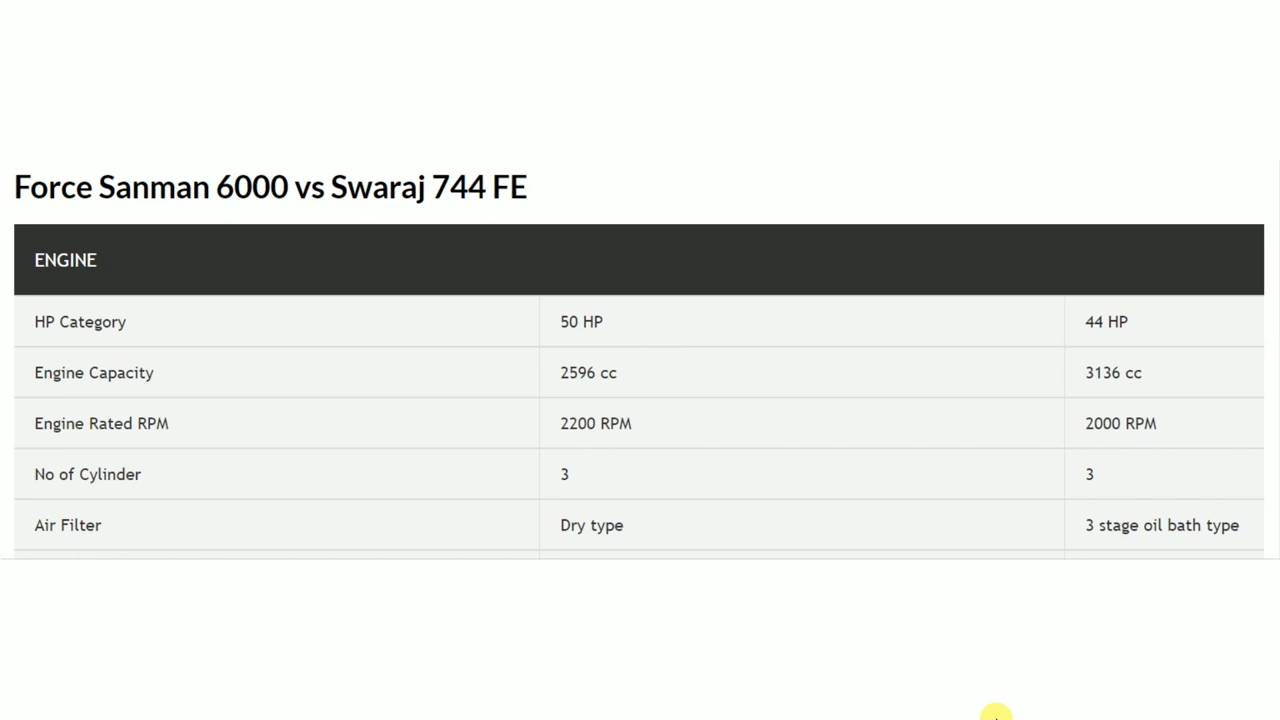 Force Sanman 6000 vs Swaraj 744 FE
ENGINE
HP Category 50 HP 44 HP
Engine Capacity 2596 cc 3136 cc
Engine Rated RPM 2200 RPM 2000 RPM
No of Cylinder 3 3
Air Filter Dry type 3 stage oil bath type